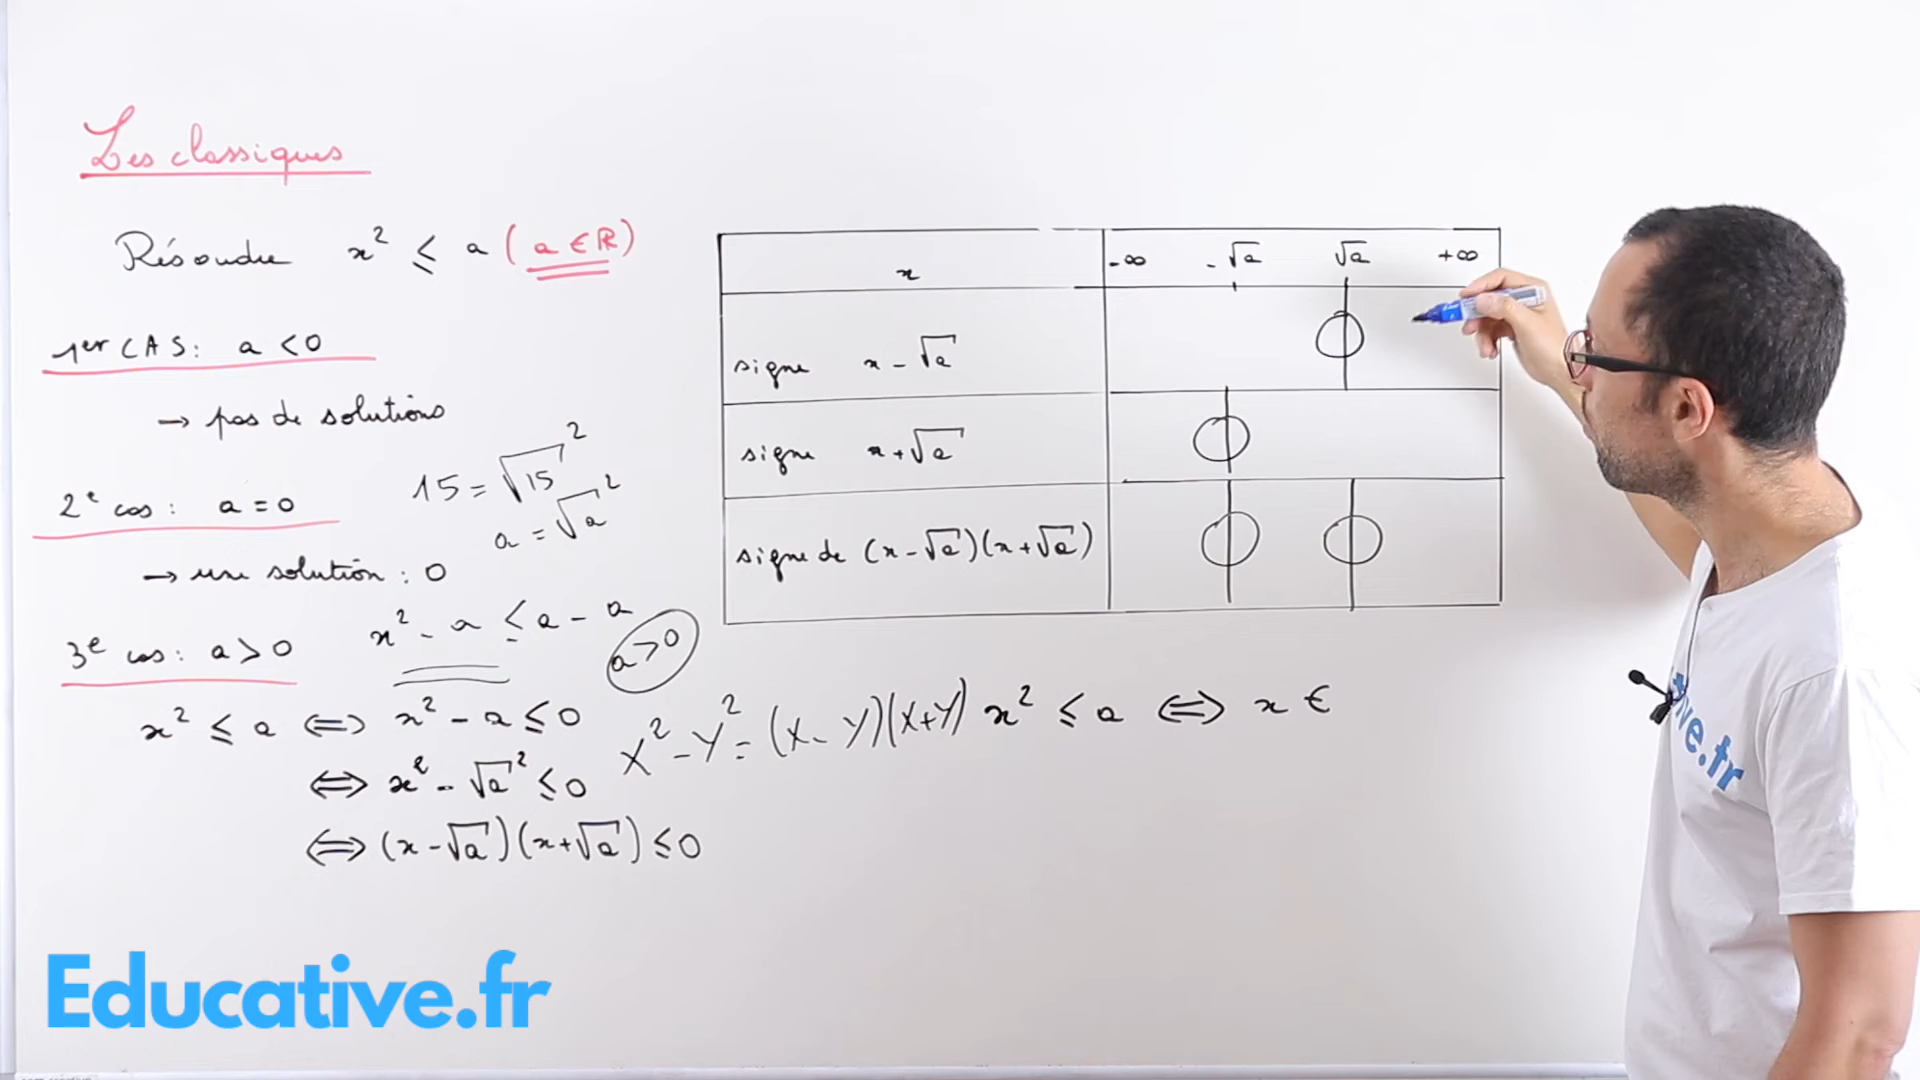 Les classiques
Résoudre x² ≤ a (a ∈ ℝ)
1er CAS : a < 0
→ pas de solutions
15 = √15²
a = √a²
2e cas : a = 0
→ une solution : 0
3e cas : a > 0
x² - a ≤ a - a
a > 0
x² ≤ a ⟺ x² - a ≤ 0
⟺ x² - √a² ≤ 0
⟺ (x - √a)(x + √a) ≤ 0
X² - Y² = (X - Y)(X + Y)
x -∞ -√a √a +∞
signe x - √a
signe x + √a
signe de (x - √a)(x + √a)
x² ≤ a ⟺ x ∈
ive.fr
Educative.fr